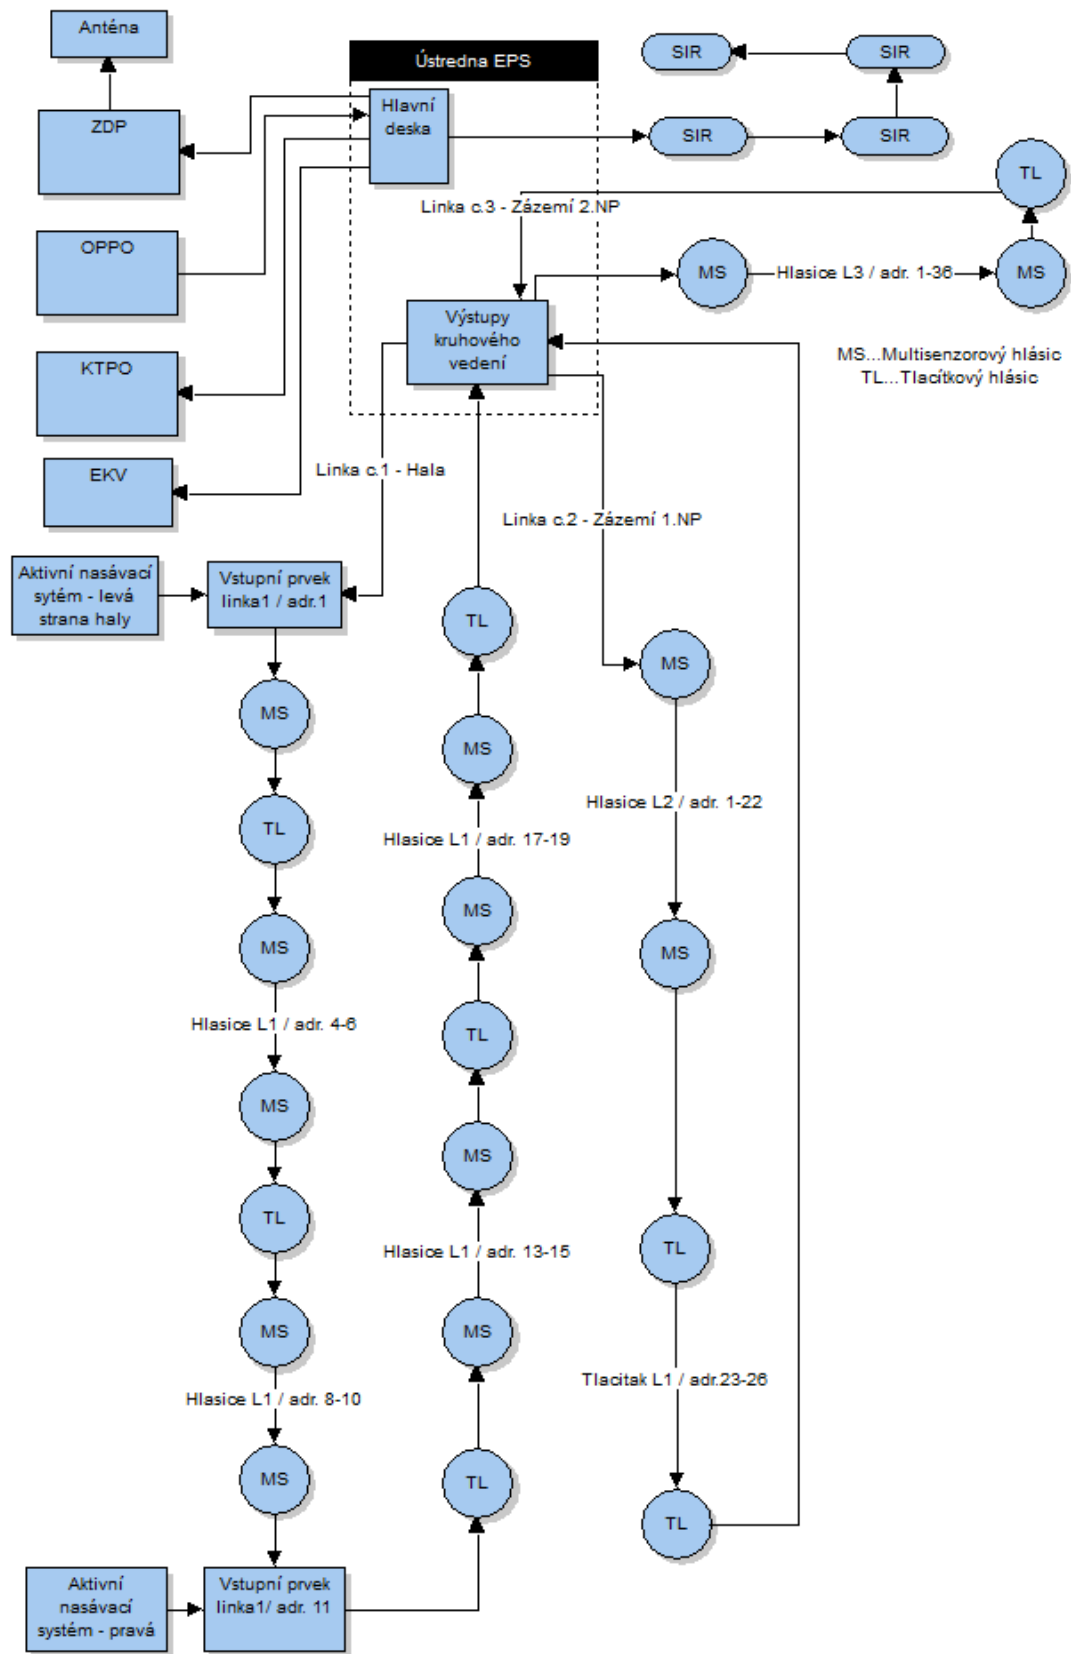 Anténa
Ústredna EPS
SIR
SIR
Hlavní
deska
ZDP
SIR
SIR
TL
Linka c.3 - Zázemí 2.NP
OPPO
MS
Hlasice L3 / adr. 1-36
MS
Výstupy
kruhového
vedení
MS...Multisenzorový hlásic
TL...Tlacítkový hlásic
KTPO
EKV
Linka c.1 - Hala
Linka c.2 - Zázemí 1.NP
Aktivní nasávací
sytém - levá
strana haly
Vstupní prvek
linka1 / adr.1
TL
MS
MS
MS
Hlasice L2 / adr. 1-22
TL
Hlasice L1 / adr. 17-19
MS
MS
MS
Hlasice L1 / adr. 4-6
TL
MS
MS
TL
TL
Hlasice L1 / adr. 13-15
MS
MS
Tlacitak L1 / adr.23-26
Hlasice L1 / adr. 8-10
MS
TL
TL
Aktivní
nasávací
systém - pravá
Vstupní prvek
linka1/ adr. 11